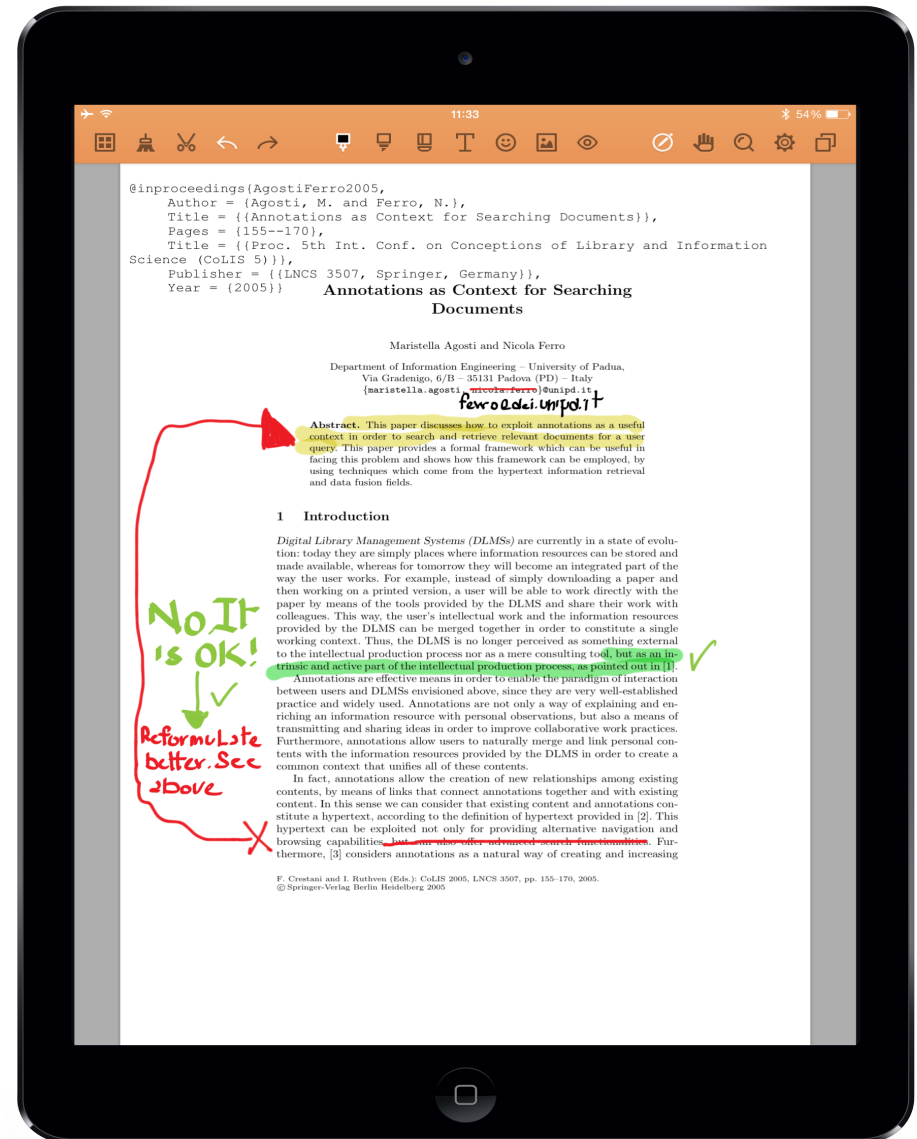 11:33
54%
@inproceedings{AgostiFerro2005,
Author = {Agosti, M. and Ferro, N.},
Title = {{Annotations as Context for Searching Documents}},
Pages = {155--170},
Title = {{Proc. 5th Int. Conf. on Conceptions of Library and Information
Science (CoLIS 5)}},
Publisher = {{LNCS 3507, Springer, Germany}},
Year = {2005}}
Annotations as Context for Searching
Documents
Maristella Agosti and Nicola Ferro
Department of Information Engineering – University of Padua,
Via Gradenigo, 6/B – 35131 Padova (PD) – Italy
{maristella.agosti, nicola.ferro}@unipd.it
ferro@dei.unipd.it
Abstract. This paper discusses how to exploit annotations as a useful
context in order to search and retrieve relevant documents for a user
query. This paper provides a formal framework which can be useful in
facing this problem and shows how this framework can be employed, by
using techniques which come from the hypertext information retrieval
and data fusion fields.
1 Introduction
Digital Library Management Systems (DLMSs) are currently in a state of evolu-
tion: today they are simply places where information resources can be stored and
made available, whereas for tomorrow they will become an integrated part of the
way the user works. For example, instead of simply downloading a paper and
then working on a printed version, a user will be able to work directly with the
paper by means of the tools provided by the DLMS and share their work with
colleagues. This way, the user's intellectual work and the information resources
provided by the DLMS can be merged together in order to constitute a single
working context. Thus, the DLMS is no longer perceived as something external
to the intellectual production process nor as a mere consulting tool, but as an in-
trinsic and active part of the intellectual production process, as pointed out in [1].
Annotations are effective means in order to enable the paradigm of interaction
between users and DLMSs envisioned above, since they are very well-established
practice and widely used. Annotations are not only a way of explaining and en-
riching an information resource with personal observations, but also a means of
transmitting and sharing ideas in order to improve collaborative work practices.
Furthermore, annotations allow users to naturally merge and link personal con-
tents with the information resources provided by the DLMS in order to create a
common context that unifies all of these contents.
In fact, annotations allow the creation of new relationships among existing
contents, by means of links that connect annotations together and with existing
content. In this sense we can consider that existing content and annotations con-
stitute a hypertext, according to the definition of hypertext provided in [2]. This
hypertext can be exploited not only for providing alternative navigation and
browsing capabilities, but can also offer advanced search functionalities. Fur-
thermore, [3] considers annotations as a natural way of creating and increasing
No It
is OK!
Reformulate
better. See
above
F. Crestani and I. Ruthven (Eds.): CoLIS 2005, LNCS 3507, pp. 155–170, 2005.
© Springer-Verlag Berlin Heidelberg 2005